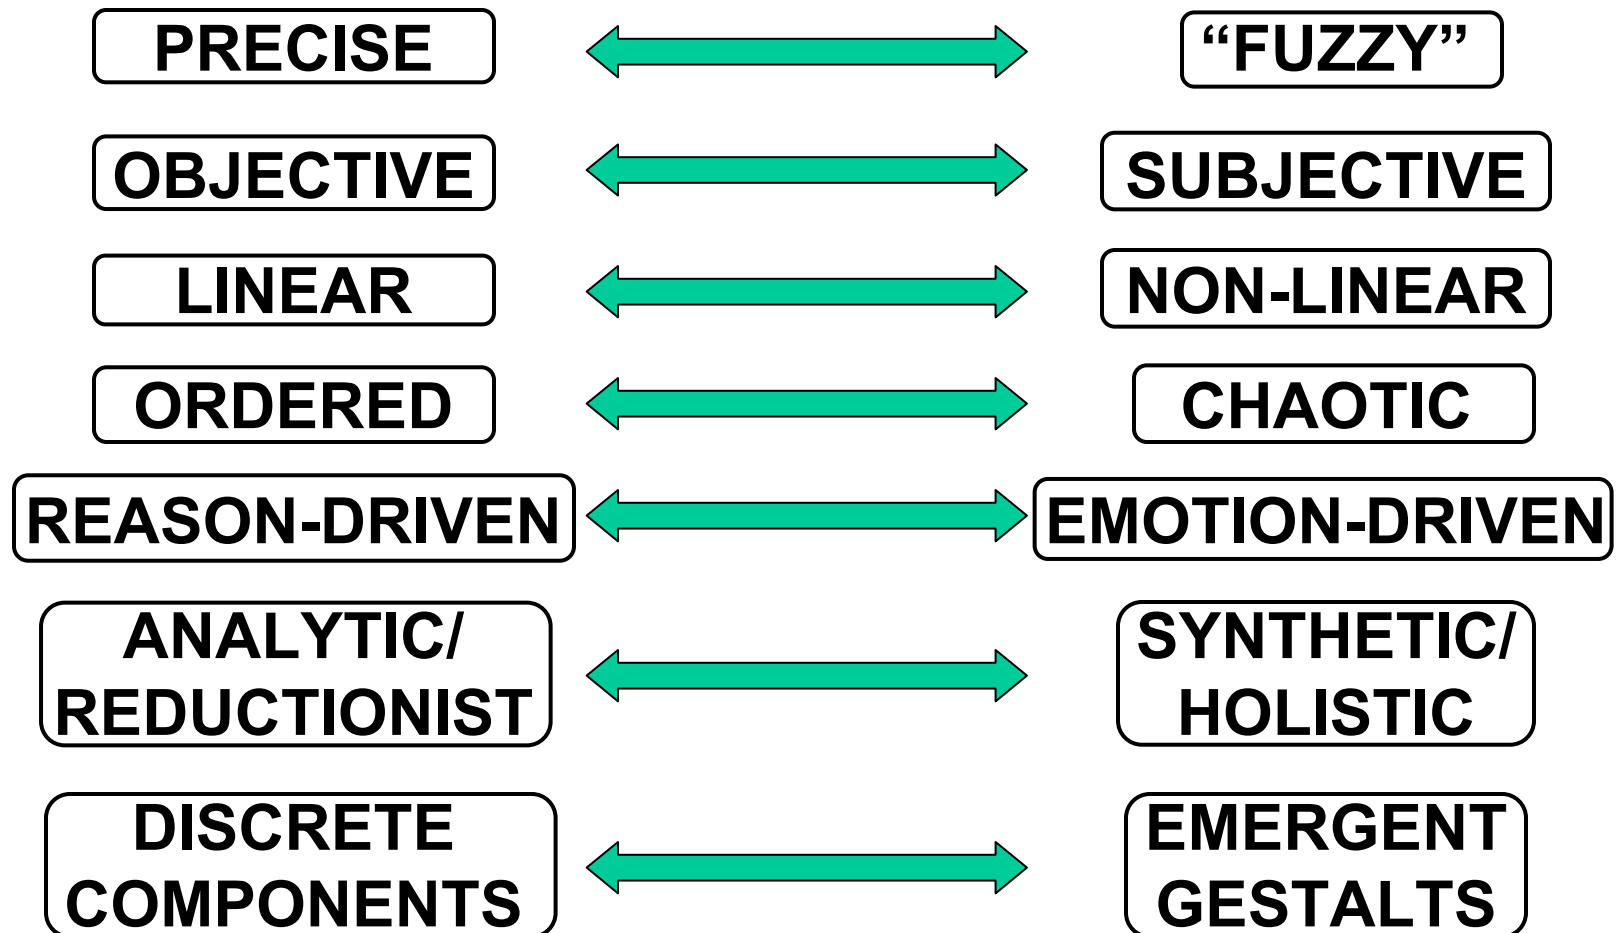 PRECISE “FUZZY”
OBJECTIVE SUBJECTIVE
LINEAR NON-LINEAR
ORDERED CHAOTIC
REASON-DRIVEN EMOTION-DRIVEN
ANALYTIC/ SYNTHETIC/
REDUCTIONIST HOLISTIC
DISCRETE EMERGENT
COMPONENTS GESTALTS